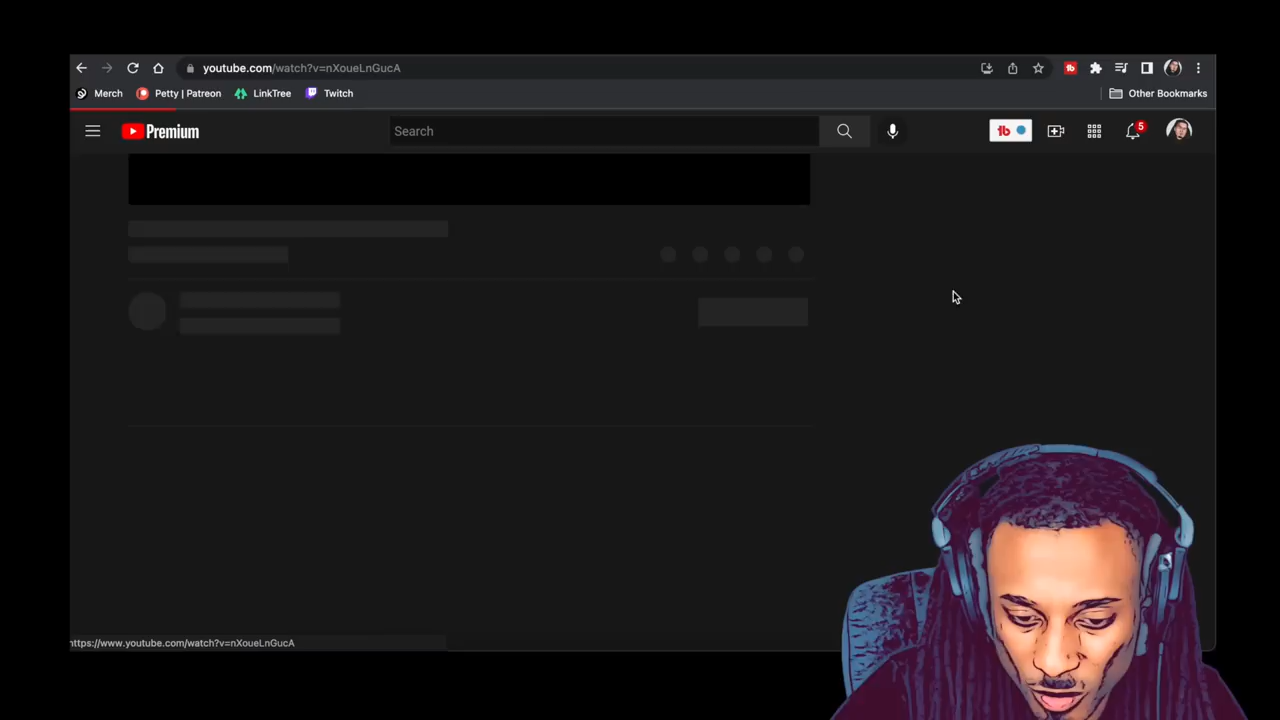 youtube.com/watch?v=nXoueLnGucA
Merch Petty | Patreon LinkTree Twitch Other Bookmarks
Premium Search tb 5
https://www.youtube.com/watch?v=nXoueLnGucA